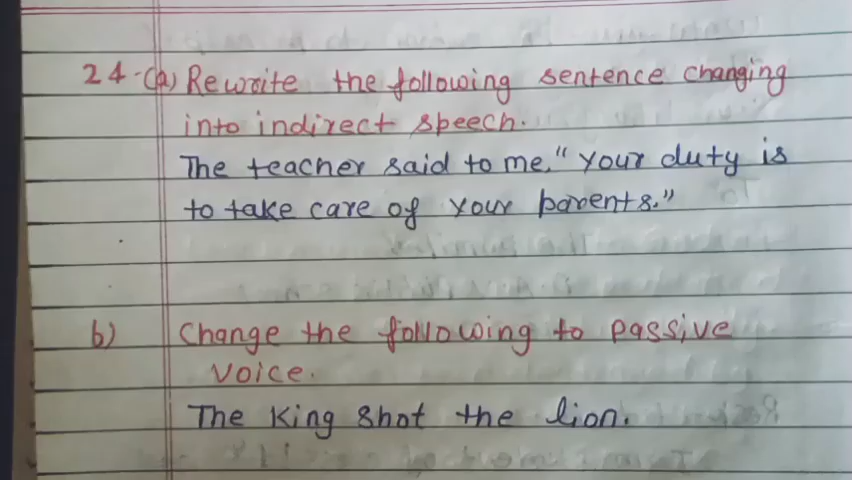 24-(a) Rewrite the following sentence changing
into indirect speech.
The teacher said to me, "Your duty is
to take care of your parents."
b) Change the following to passive
voice.
The King shot the lion.